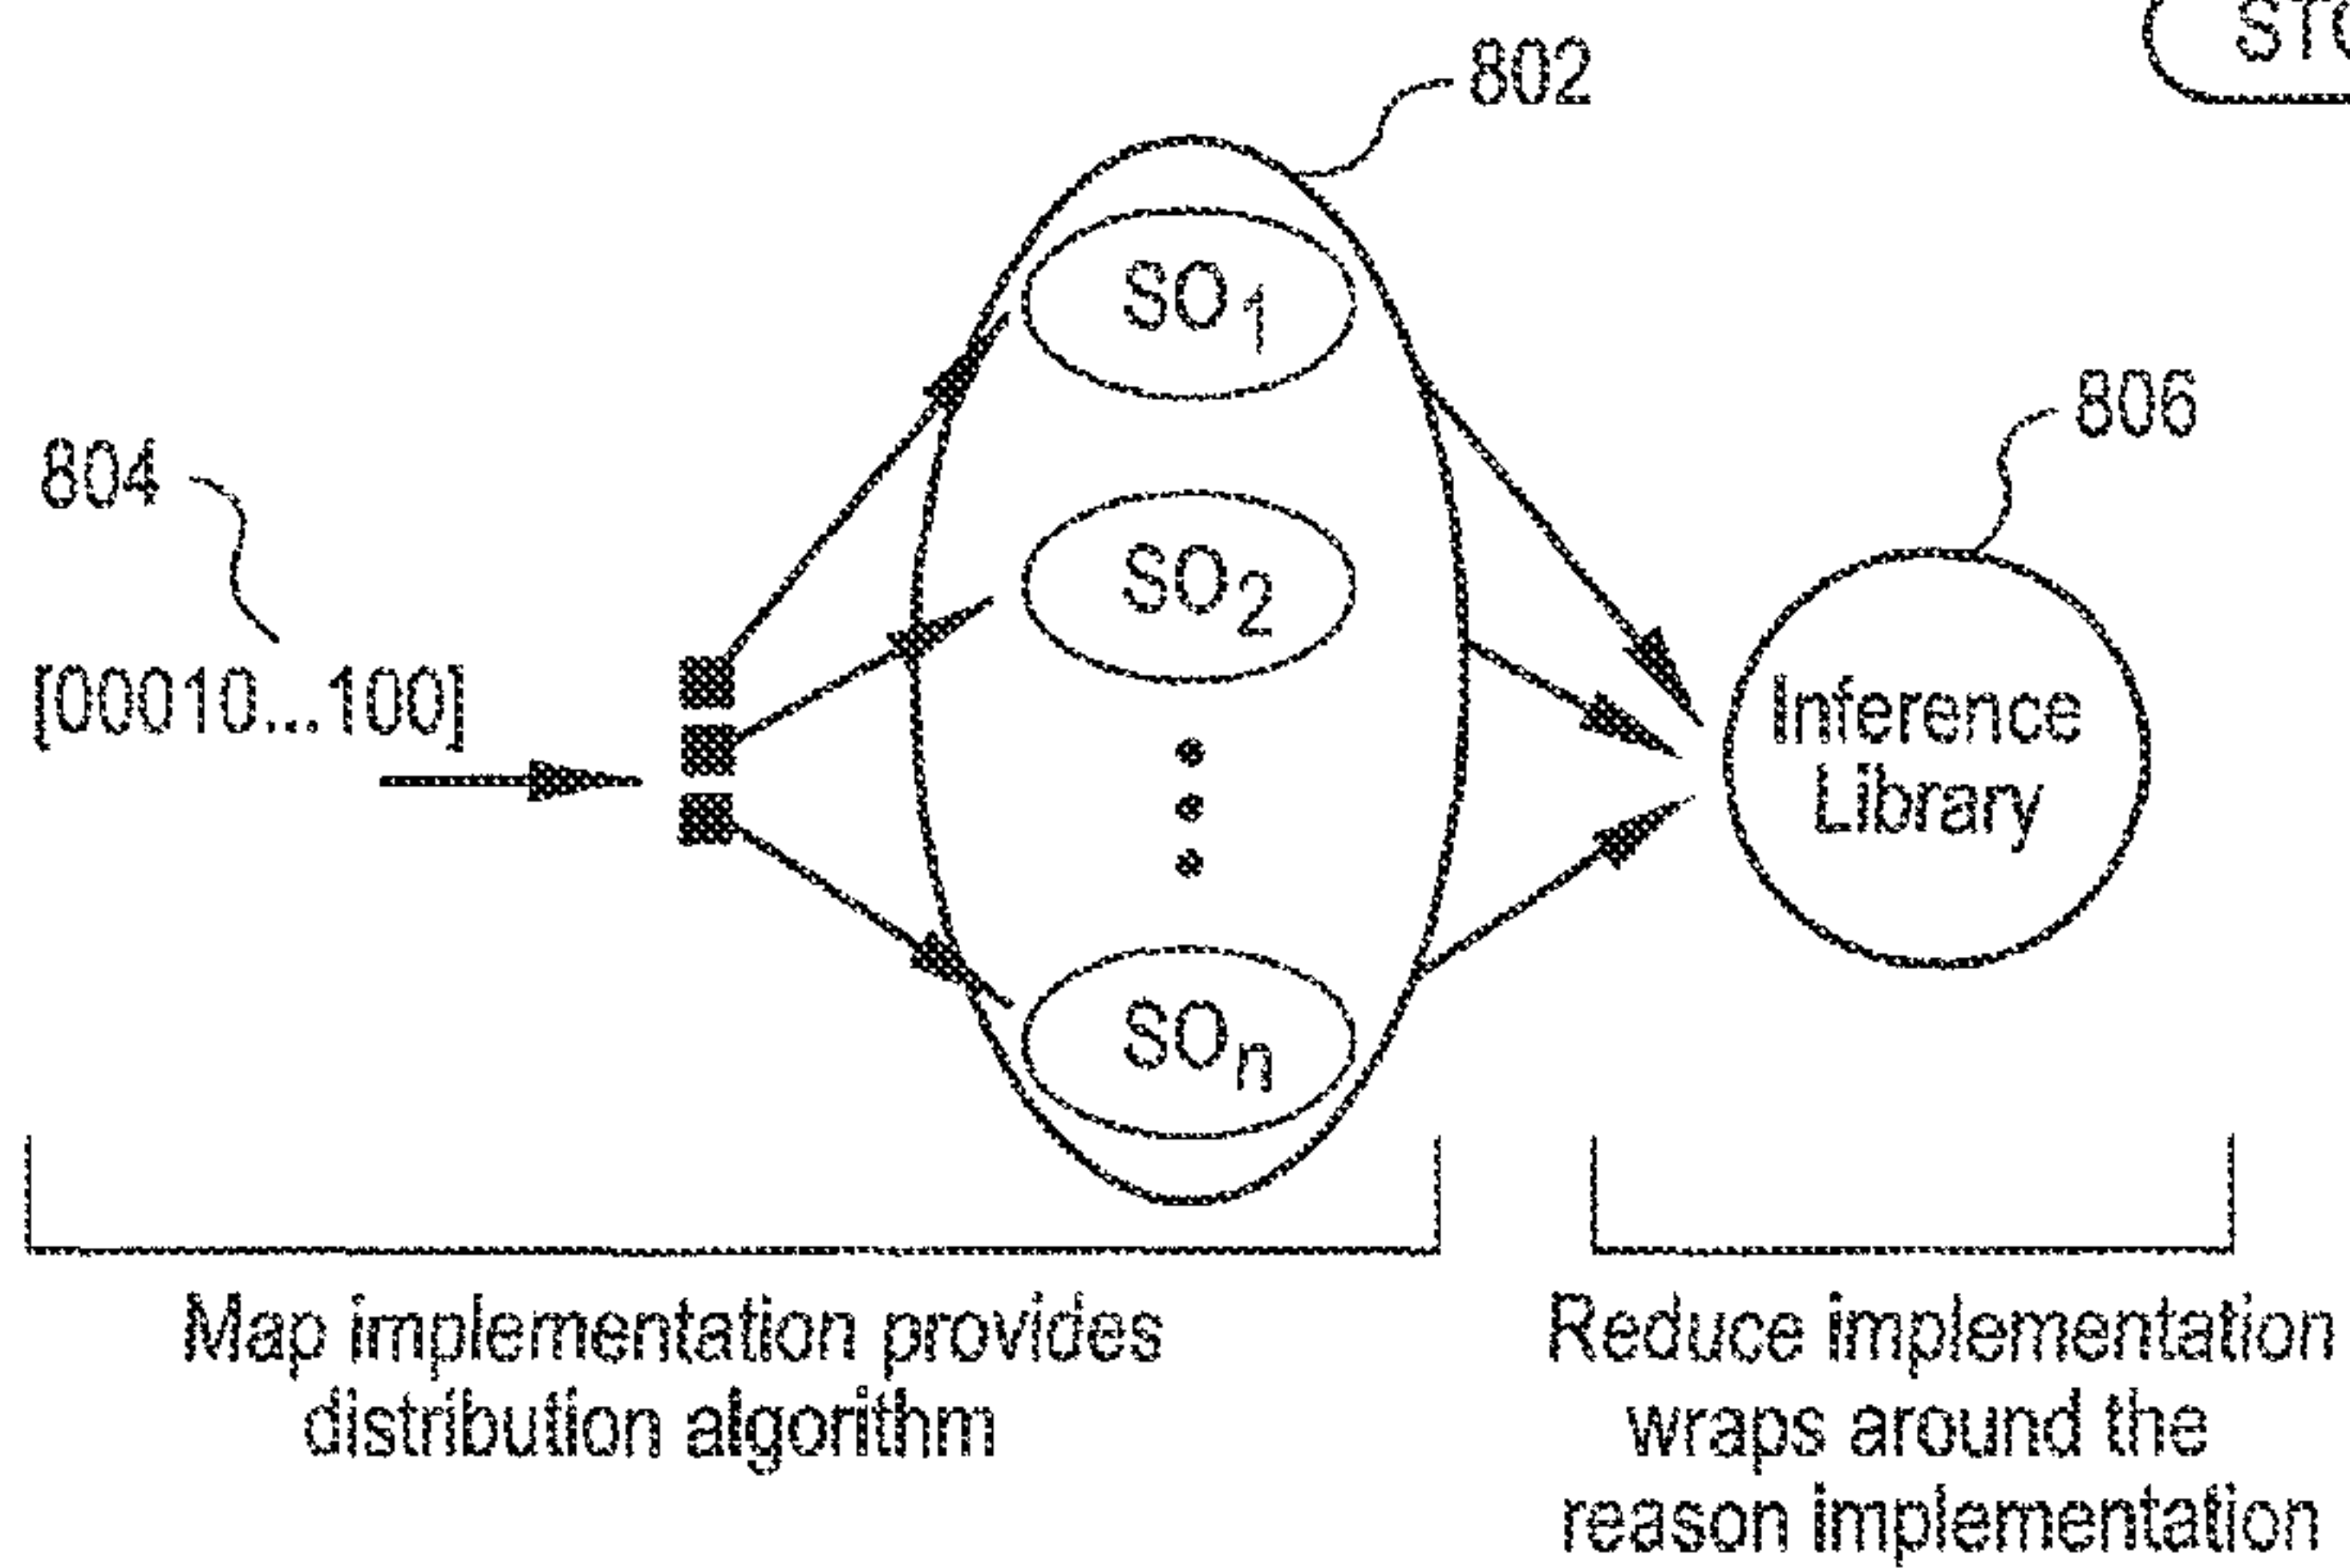 802
SO1
806
804
SO2
[00010...100]
Inference
Library
SOn
Map implementation provides
distribution algorithm
Reduce implementation
wraps around the
reason implementation